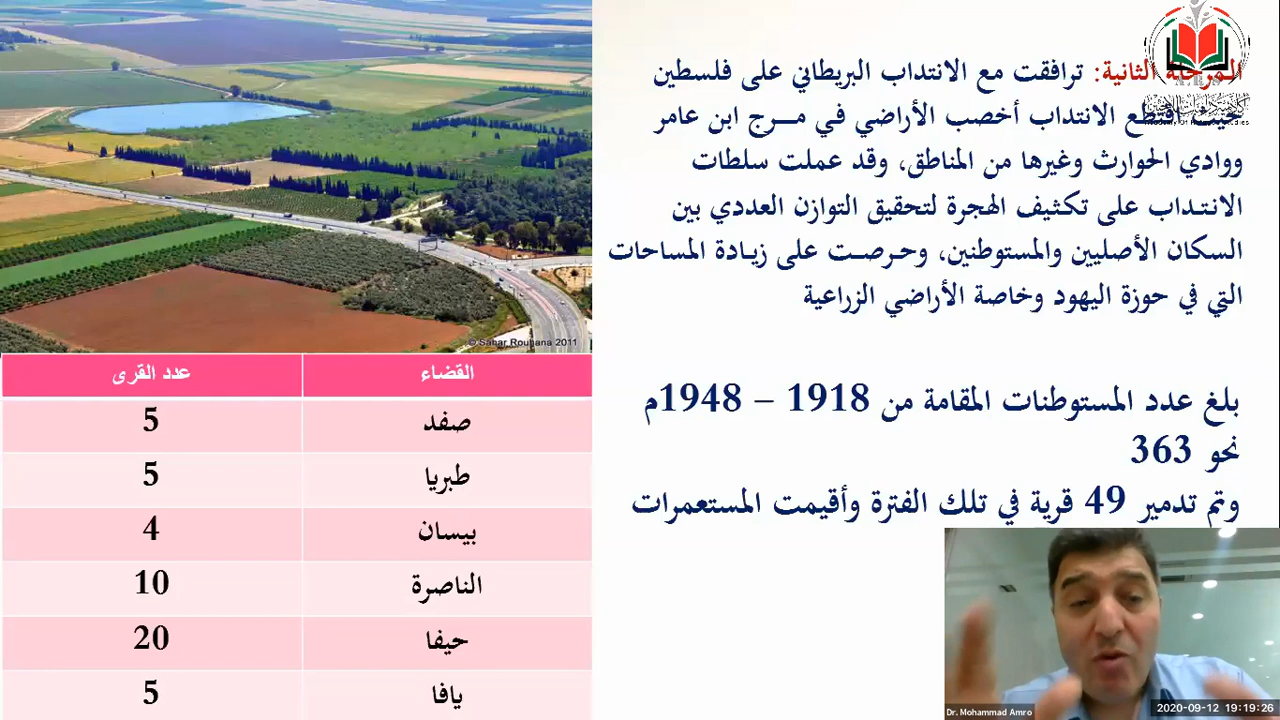 المرحلة الثانية: ترافقت مع الانتداب البريطاني على فلسطين
حيث اقتطع الانتداب أخصب الأراضي في مرج ابن عامر
ووادي الحوارث وغيرها من المناطق، وقد عملت سلطات
الانتداب على تكثيف الهجرة لتحقيق التوازن العددي بين
السكان الأصليين والمستوطنين، وحرصت على زيادة المساحات
التي في حوزة اليهود وخاصة الأراضي الزراعية
بلغ عدد المستوطنات المقامة من 1918 – 1948م
نحو 363
وتم تدمير 49 قرية في تلك الفترة وأقيمت المستعمرات
© Sahar Rouhana 2011
القضاء عدد القرى
صفد 5
طبريا 5
بيسان 4
الناصرة 10
حيفا 20
يافا 5
Dr. Mohammad Amro
2020-09-12 19:19:26